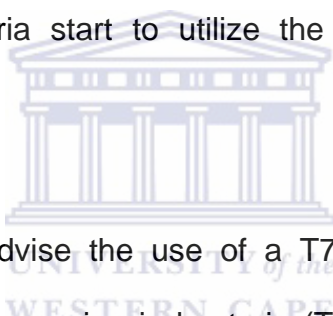 ria start to utilize the
dvise the use of a T7
UNIVERSITY of the
WESTERN CAPE